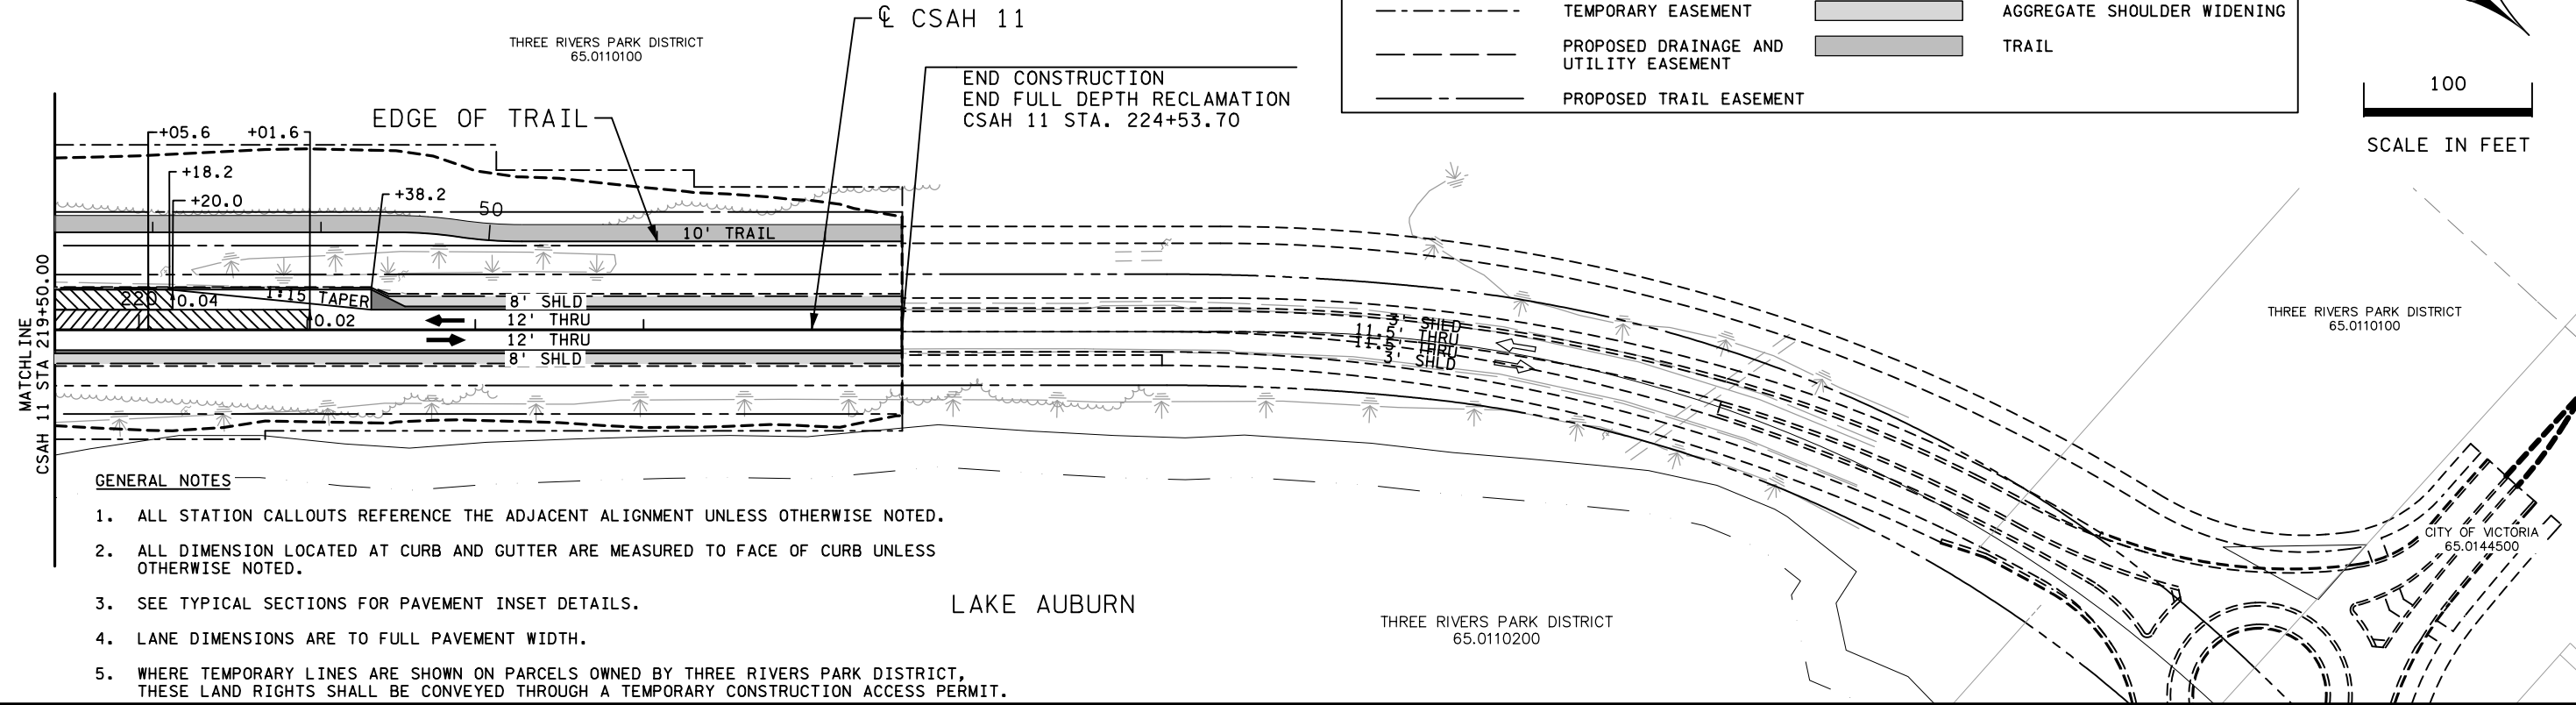 ℄ CSAH 11
THREE RIVERS PARK DISTRICT
65.0110100
END CONSTRUCTION
END FULL DEPTH RECLAMATION
CSAH 11 STA. 224+53.70
TEMPORARY EASEMENT
AGGREGATE SHOULDER WIDENING
PROPOSED DRAINAGE AND
UTILITY EASEMENT
TRAIL
PROPOSED TRAIL EASEMENT
100
SCALE IN FEET
EDGE OF TRAIL
+05.6
+01.6
+18.2
+20.0
+38.2
50
10' TRAIL
MATCHLINE
CSAH 11 STA 219+50.00
220
0.04
1:15 TAPER
0.02
8' SHLD
12' THRU
12' THRU
8' SHLD
3' SHLD
11.5' THRU
11.5' THRU
3' SHLD
THREE RIVERS PARK DISTRICT
65.0110100
CITY OF VICTORIA
65.0144500
GENERAL NOTES
1. ALL STATION CALLOUTS REFERENCE THE ADJACENT ALIGNMENT UNLESS OTHERWISE NOTED.
2. ALL DIMENSION LOCATED AT CURB AND GUTTER ARE MEASURED TO FACE OF CURB UNLESS
OTHERWISE NOTED.
3. SEE TYPICAL SECTIONS FOR PAVEMENT INSET DETAILS.
4. LANE DIMENSIONS ARE TO FULL PAVEMENT WIDTH.
5. WHERE TEMPORARY LINES ARE SHOWN ON PARCELS OWNED BY THREE RIVERS PARK DISTRICT,
THESE LAND RIGHTS SHALL BE CONVEYED THROUGH A TEMPORARY CONSTRUCTION ACCESS PERMIT.
LAKE AUBURN
THREE RIVERS PARK DISTRICT
65.0110200